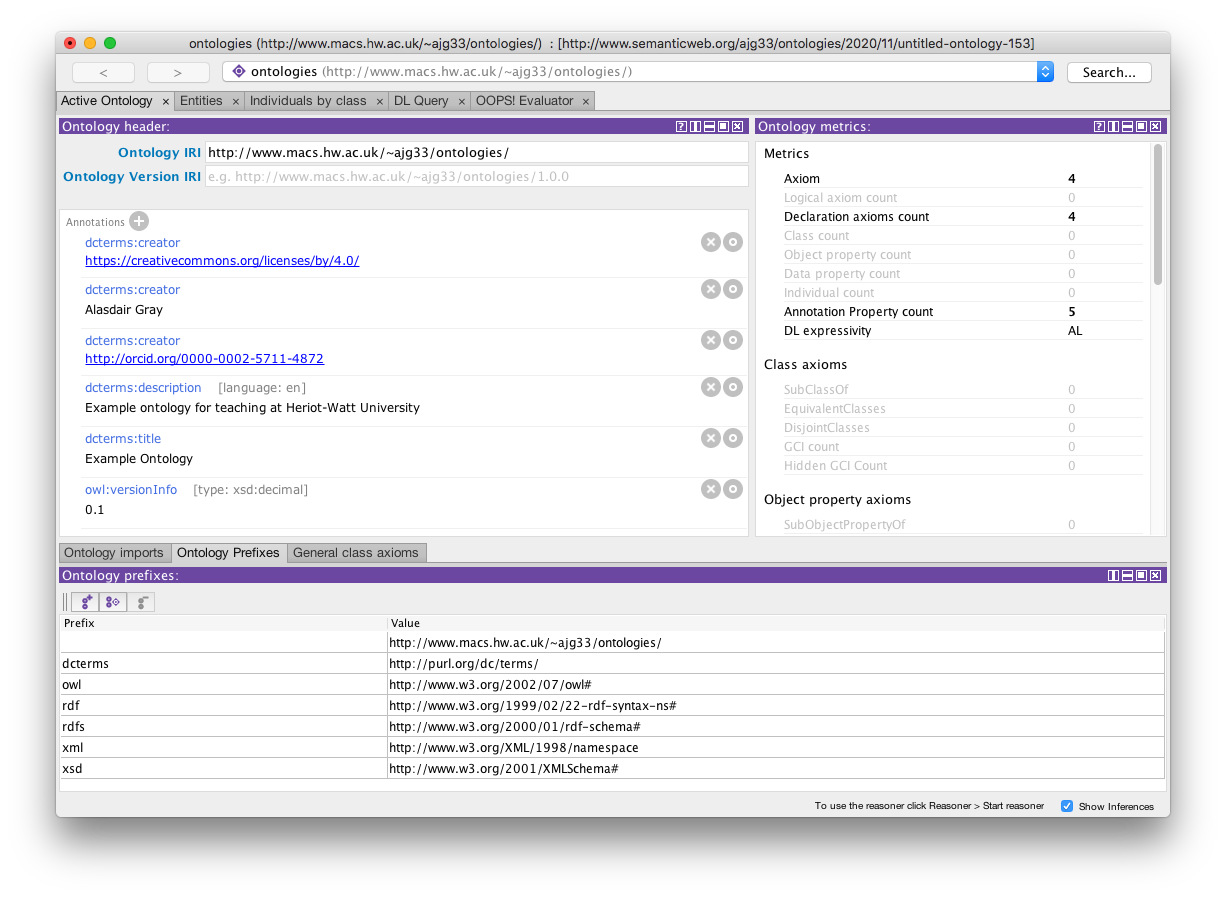 ontologies (http://www.macs.hw.ac.uk/~ajg33/ontologies/) : [http://www.semanticweb.org/ajg33/ontologies/2020/11/untitled-ontology-153]
< > ontologies (http://www.macs.hw.ac.uk/~ajg33/ontologies/) Search...
Active Ontology × Entities × Individuals by class × DL Query × OOPS! Evaluator ×
Ontology header:
Ontology IRI http://www.macs.hw.ac.uk/~ajg33/ontologies/
Ontology Version IRI e.g. http://www.macs.hw.ac.uk/~ajg33/ontologies/1.0.0
Annotations +
dcterms:creator
https://creativecommons.org/licenses/by/4.0/
dcterms:creator
Alasdair Gray
dcterms:creator
http://orcid.org/0000-0002-5711-4872
dcterms:description [language: en]
Example ontology for teaching at Heriot-Watt University
dcterms:title
Example Ontology
owl:versionInfo [type: xsd:decimal]
0.1
Ontology metrics:
Metrics
Axiom 4
Logical axiom count 0
Declaration axioms count 4
Class count 0
Object property count 0
Data property count 0
Individual count 0
Annotation Property count 5
DL expressivity AL
Class axioms
SubClassOf 0
EquivalentClasses 0
DisjointClasses 0
GCI count 0
Hidden GCI Count 0
Object property axioms
SubObjectPropertyOf 0
Ontology imports Ontology Prefixes General class axioms
Ontology prefixes:
Prefix Value
http://www.macs.hw.ac.uk/~ajg33/ontologies/
dcterms http://purl.org/dc/terms/
owl http://www.w3.org/2002/07/owl#
rdf http://www.w3.org/1999/02/22-rdf-syntax-ns#
rdfs http://www.w3.org/2000/01/rdf-schema#
xml http://www.w3.org/XML/1998/namespace
xsd http://www.w3.org/2001/XMLSchema#
To use the reasoner click Reasoner > Start reasoner Show Inferences